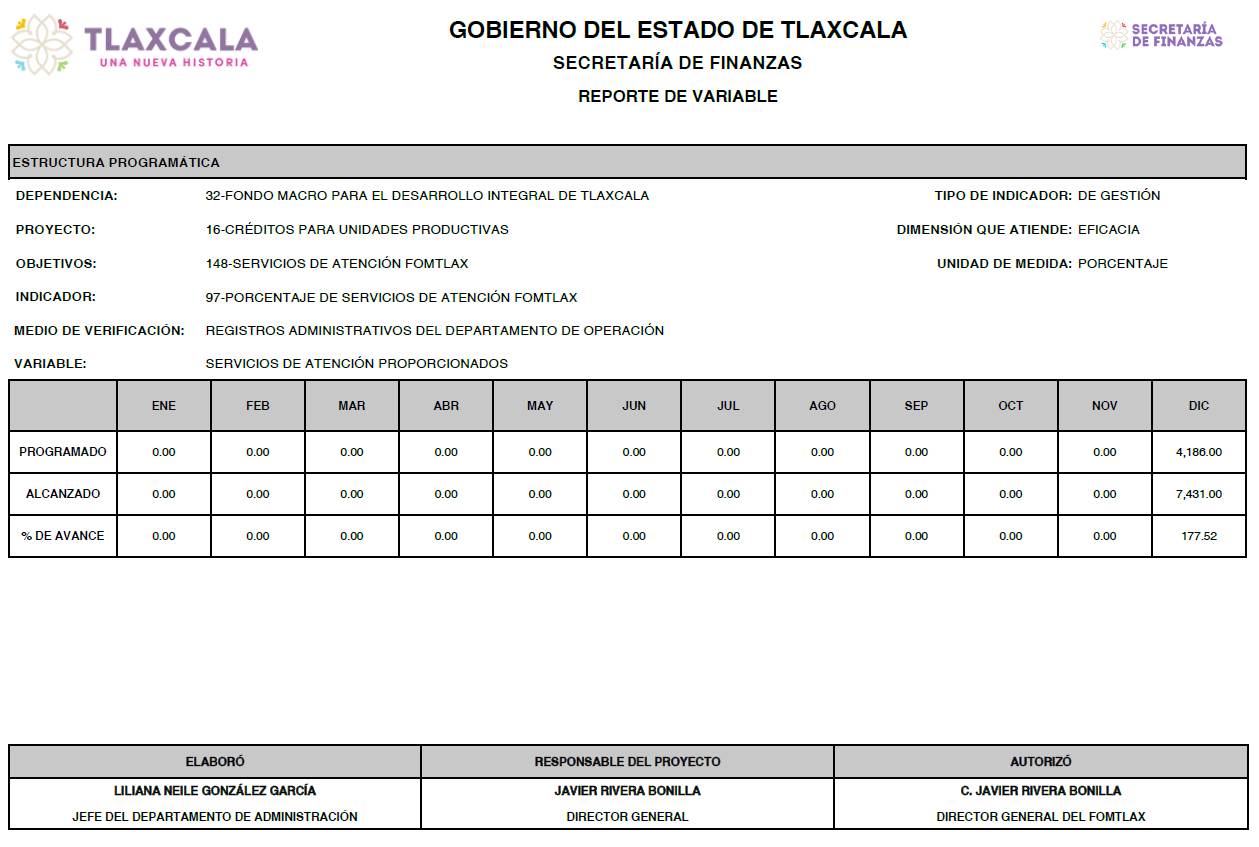 TLAXCALA
UNA NUEVA HISTORIA
GOBIERNO DEL ESTADO DE TLAXCALA
SECRETARÍA DE FINANZAS
REPORTE DE VARIABLE
SECRETARÍA
DE FINANZAS
ESTRUCTURA PROGRAMÁTICA
DEPENDENCIA: 32-FONDO MACRO PARA EL DESARROLLO INTEGRAL DE TLAXCALA TIPO DE INDICADOR: DE GESTIÓN
PROYECTO: 16-CRÉDITOS PARA UNIDADES PRODUCTIVAS DIMENSIÓN QUE ATIENDE: EFICACIA
OBJETIVOS: 148-SERVICIOS DE ATENCIÓN FOMTLAX UNIDAD DE MEDIDA: PORCENTAJE
INDICADOR: 97-PORCENTAJE DE SERVICIOS DE ATENCIÓN FOMTLAX
MEDIO DE VERIFICACIÓN: REGISTROS ADMINISTRATIVOS DEL DEPARTAMENTO DE OPERACIÓN
VARIABLE: SERVICIOS DE ATENCIÓN PROPORCIONADOS
ENE FEB MAR ABR MAY JUN JUL AGO SEP OCT NOV DIC
PROGRAMADO 0.00 0.00 0.00 0.00 0.00 0.00 0.00 0.00 0.00 0.00 0.00 4,186.00
ALCANZADO 0.00 0.00 0.00 0.00 0.00 0.00 0.00 0.00 0.00 0.00 0.00 7,431.00
% DE AVANCE 0.00 0.00 0.00 0.00 0.00 0.00 0.00 0.00 0.00 0.00 0.00 177.52
ELABORÓ RESPONSABLE DEL PROYECTO AUTORIZÓ
LILIANA NEILE GONZÁLEZ GARCÍA JAVIER RIVERA BONILLA C. JAVIER RIVERA BONILLA
JEFE DEL DEPARTAMENTO DE ADMINISTRACIÓN DIRECTOR GENERAL DIRECTOR GENERAL DEL FOMTLAX